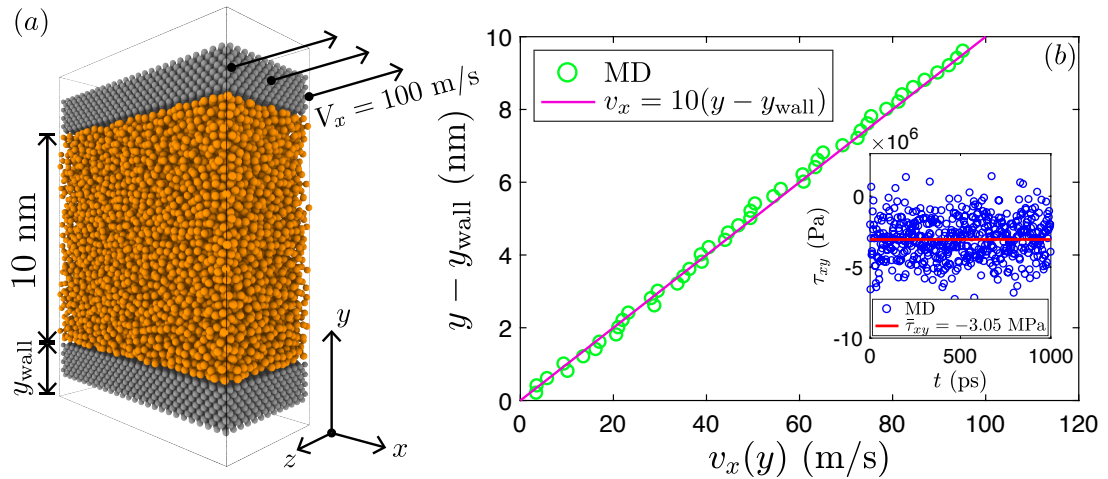 (a)
V_x = 100 m/s
10 nm
y_wall
y
x
z
(b)
10
8
6
4
2
0
y − y_wall (nm)
MD
v_x = 10(y − y_wall)
0 20 40 60 80 100 120
v_x(y) (m/s)
×10^6
0
-5
-10
τ_xy (Pa)
MD
τ̄_xy = −3.05 MPa
0 500 1000
t (ps)